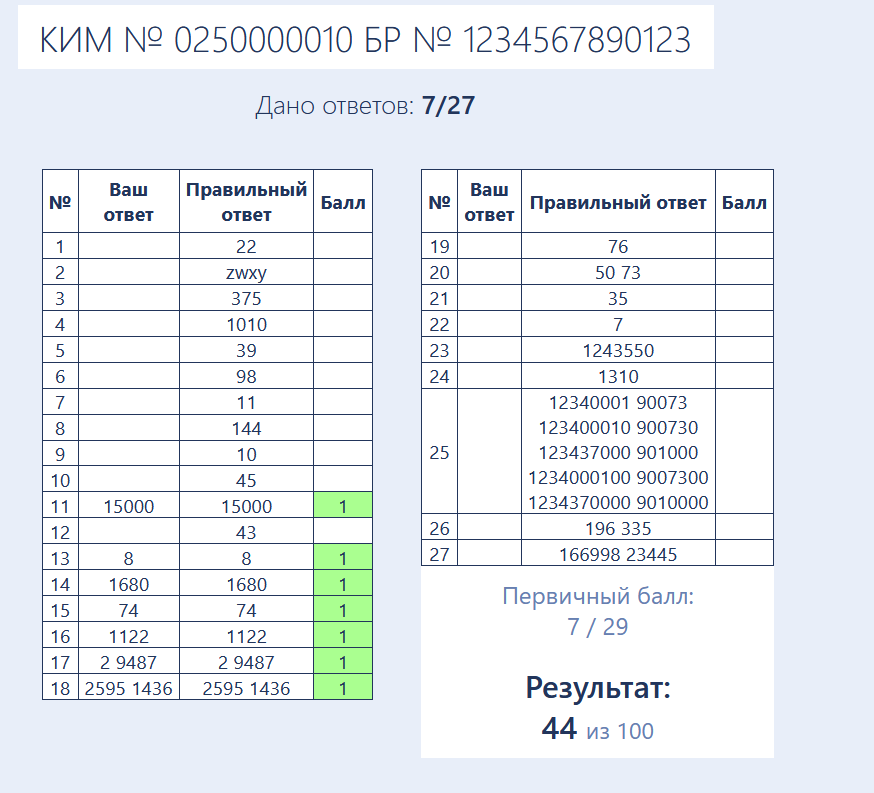 КИМ № 0250000010 БР № 1234567890123
Дано ответов: 7/27
№ Ваш ответ Правильный ответ Балл
1 22
2 zwxy
3 375
4 1010
5 39
6 98
7 11
8 144
9 10
10 45
11 15000 15000 1
12 43
13 8 8 1
14 1680 1680 1
15 74 74 1
16 1122 1122 1
17 2 9487 2 9487 1
18 2595 1436 2595 1436 1
№ Ваш ответ Правильный ответ Балл
19 76
20 50 73
21 35
22 7
23 1243550
24 1310
25
12340001 90073
123400010 900730
123437000 901000
1234000100 9007300
1234370000 9010000
26 196 335
27 166998 23445
Первичный балл:
7 / 29
Результат:
44 из 100